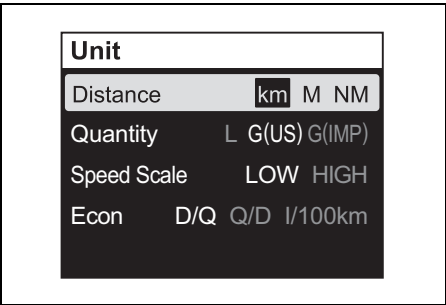 Unit
Distance km M NM
Quantity L G(US) G(IMP)
Speed Scale LOW HIGH
Econ D/Q Q/D l/100km